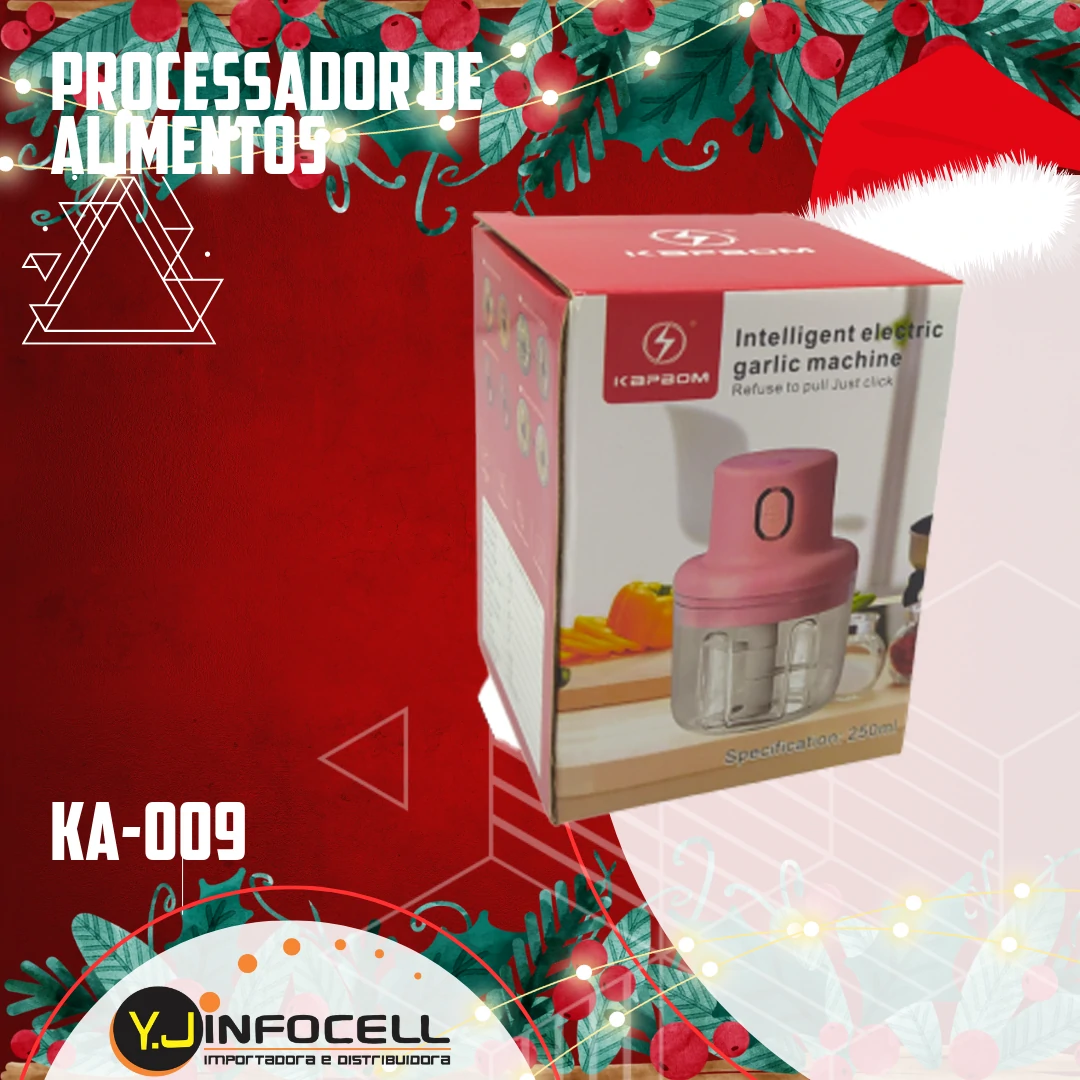 PROCESSADOR DE
ALIMENTOS
KAPBOM
KAPBOM
Intelligent electric
garlic machine
Refuse to pull Just click
Specification: 250ml
KA-009
Y.J INFOCELL
IMPORTADORA E DISTRIBUIDORA